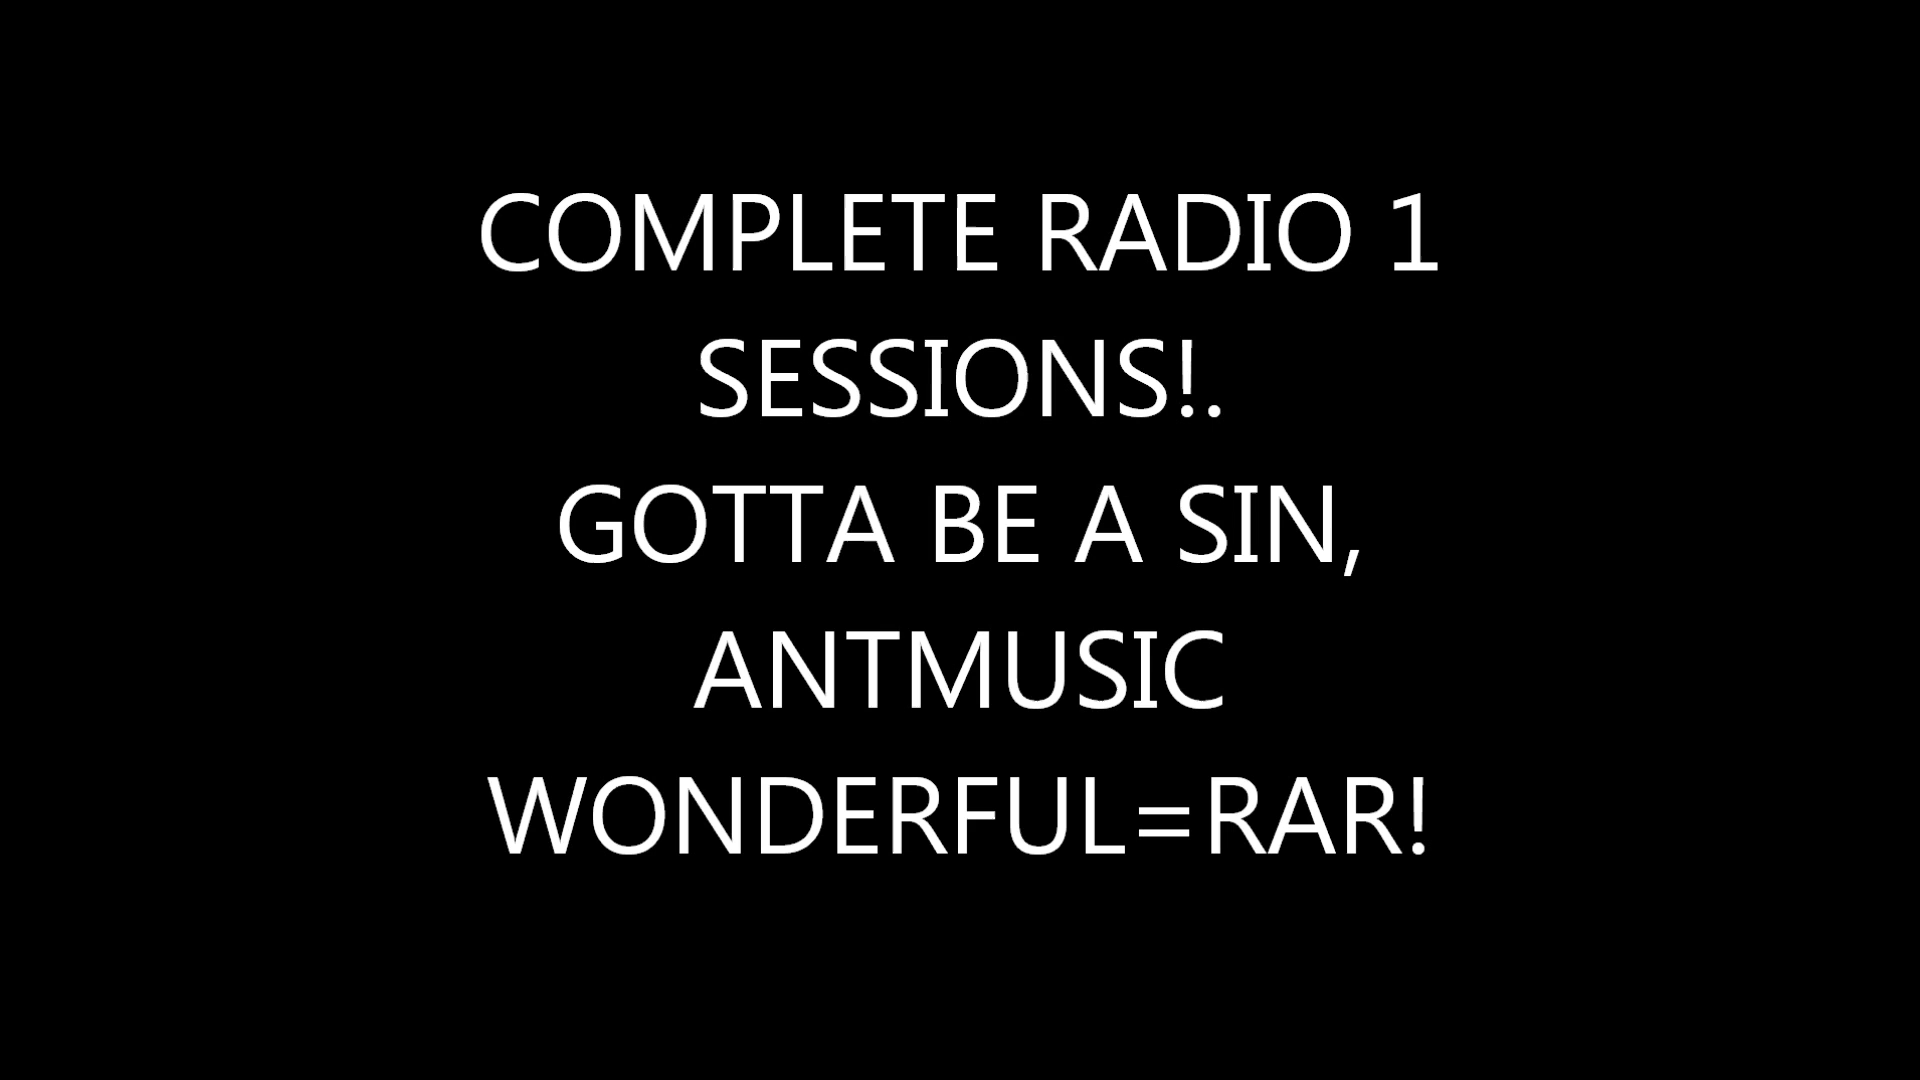 COMPLETE RADIO 1
SESSIONS!.
GOTTA BE A SIN,
ANTMUSIC
WONDERFUL=RAR!